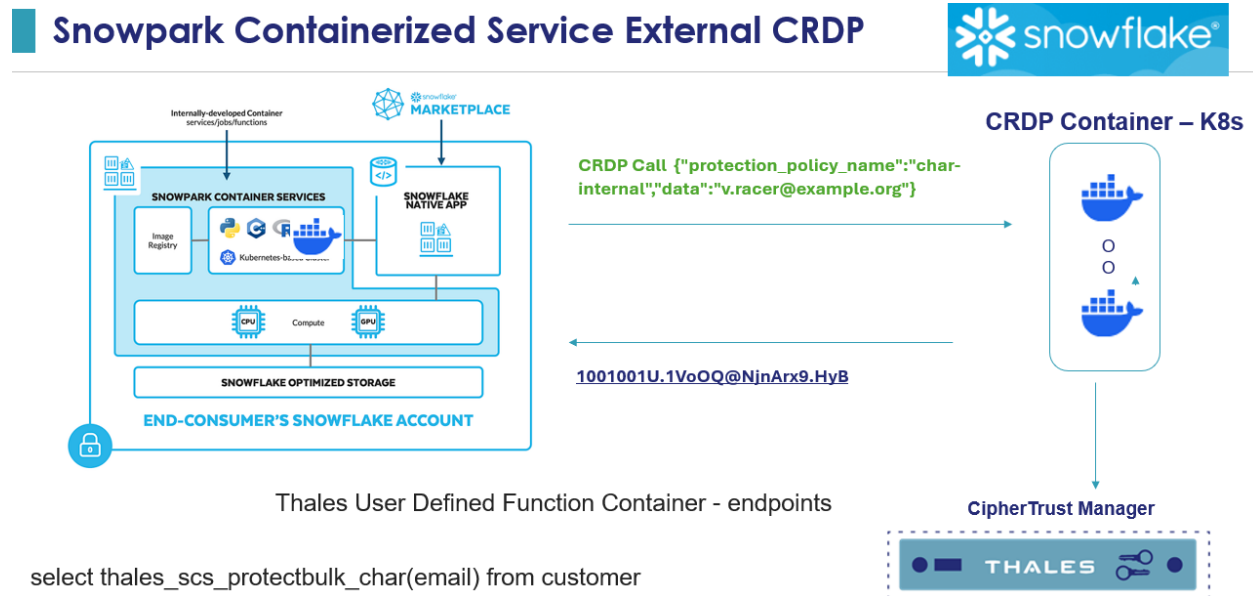 Snowpark Containerized Service External CRDP
snowflake®
Internally-developed Container
services/jobs/functions
snowflake®
MARKETPLACE
SNOWPARK CONTAINER SERVICES
Image
Registry
Kubernetes-based Cluster
SNOWFLAKE
NATIVE APP
CPU
Compute
GPU
SNOWFLAKE OPTIMIZED STORAGE
END-CONSUMER'S SNOWFLAKE ACCOUNT
CRDP Call {"protection_policy_name":"char-
internal","data":"v.racer@example.org"}
1001001U.1VoOQ@NjnArx9.HyB
CRDP Container – K8s
O
O
CipherTrust Manager
THALES
Thales User Defined Function Container - endpoints
select thales_scs_protectbulk_char(email) from customer